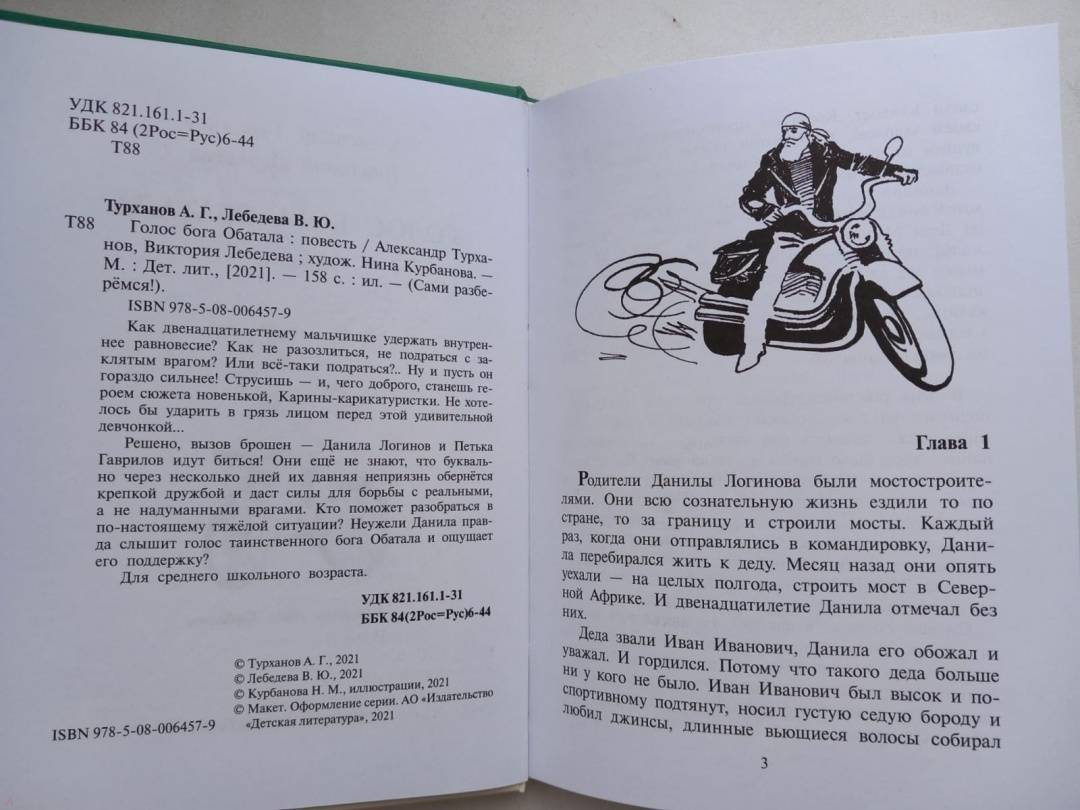 УДК 821.161.1-31
ББК 84 (2Рос=Рус)6-44
Т88
Турханов А. Г., Лебедева В. Ю.
Т88
Голос бога Обатала : повесть / Александр Турха-
нов, Виктория Лебедева ; худож. Нина Курбанова. —
М. : Дет. лит., [2021]. — 158 с. : ил. — (Сами разбе-
рёмся!).
ISBN 978-5-08-006457-9
Как двенадцатилетнему мальчишке удержать внутрен-
нее равновесие? Как не разозлиться, не подраться с за-
клятым врагом? Или всё-таки подраться?.. Ну и пусть он
гораздо сильнее! Струсишь — и, чего доброго, станешь ге-
роем сюжета новенькой, Карины-карикатуристки. Не хоте-
лось бы ударить в грязь лицом перед этой удивительной
девчонкой...
Решено, вызов брошен — Данила Логинов и Петька
Гаврилов идут биться! Они ещё не знают, что букваль-
но через несколько дней их давняя неприязнь обернётся
крепкой дружбой и даст силы для борьбы с реальными,
а не надуманными врагами. Кто поможет разобраться в
по-настоящему тяжёлой ситуации? Неужели Данила прав-
да слышит голос таинственного бога Обатала и ощущает
его поддержку?
Для среднего школьного возраста.
УДК 821.161.1-31
ББК 84(2Рос=Рус)6-44
© Турханов А. Г., 2021
© Лебедева В. Ю., 2021
© Курбанова Н. М., иллюстрации, 2021
© Макет. Оформление серии. АО «Издательство
«Детская литература», 2021
ISBN 978-5-08-006457-9
Глава 1
Родители Данилы Логинова были мостостроите-
лями. Они всю сознательную жизнь ездили то по
стране, то за границу и строили мосты. Каждый
раз, когда они отправлялись в командировку, Дани-
ла перебирался жить к деду. Месяц назад они опять
уехали — на целых полгода, строить мост в Север-
ной Африке. И двенадцатилетие Данила отмечал без
них.
Деда звали Иван Иванович, Данила его обожал и
уважал. И гордился. Потому что такого деда больше
ни у кого не было. Иван Иванович был высок и по-
спортивному подтянут, носил густую седую бороду и
любил джинсы, длинные вьющиеся волосы собирал
3